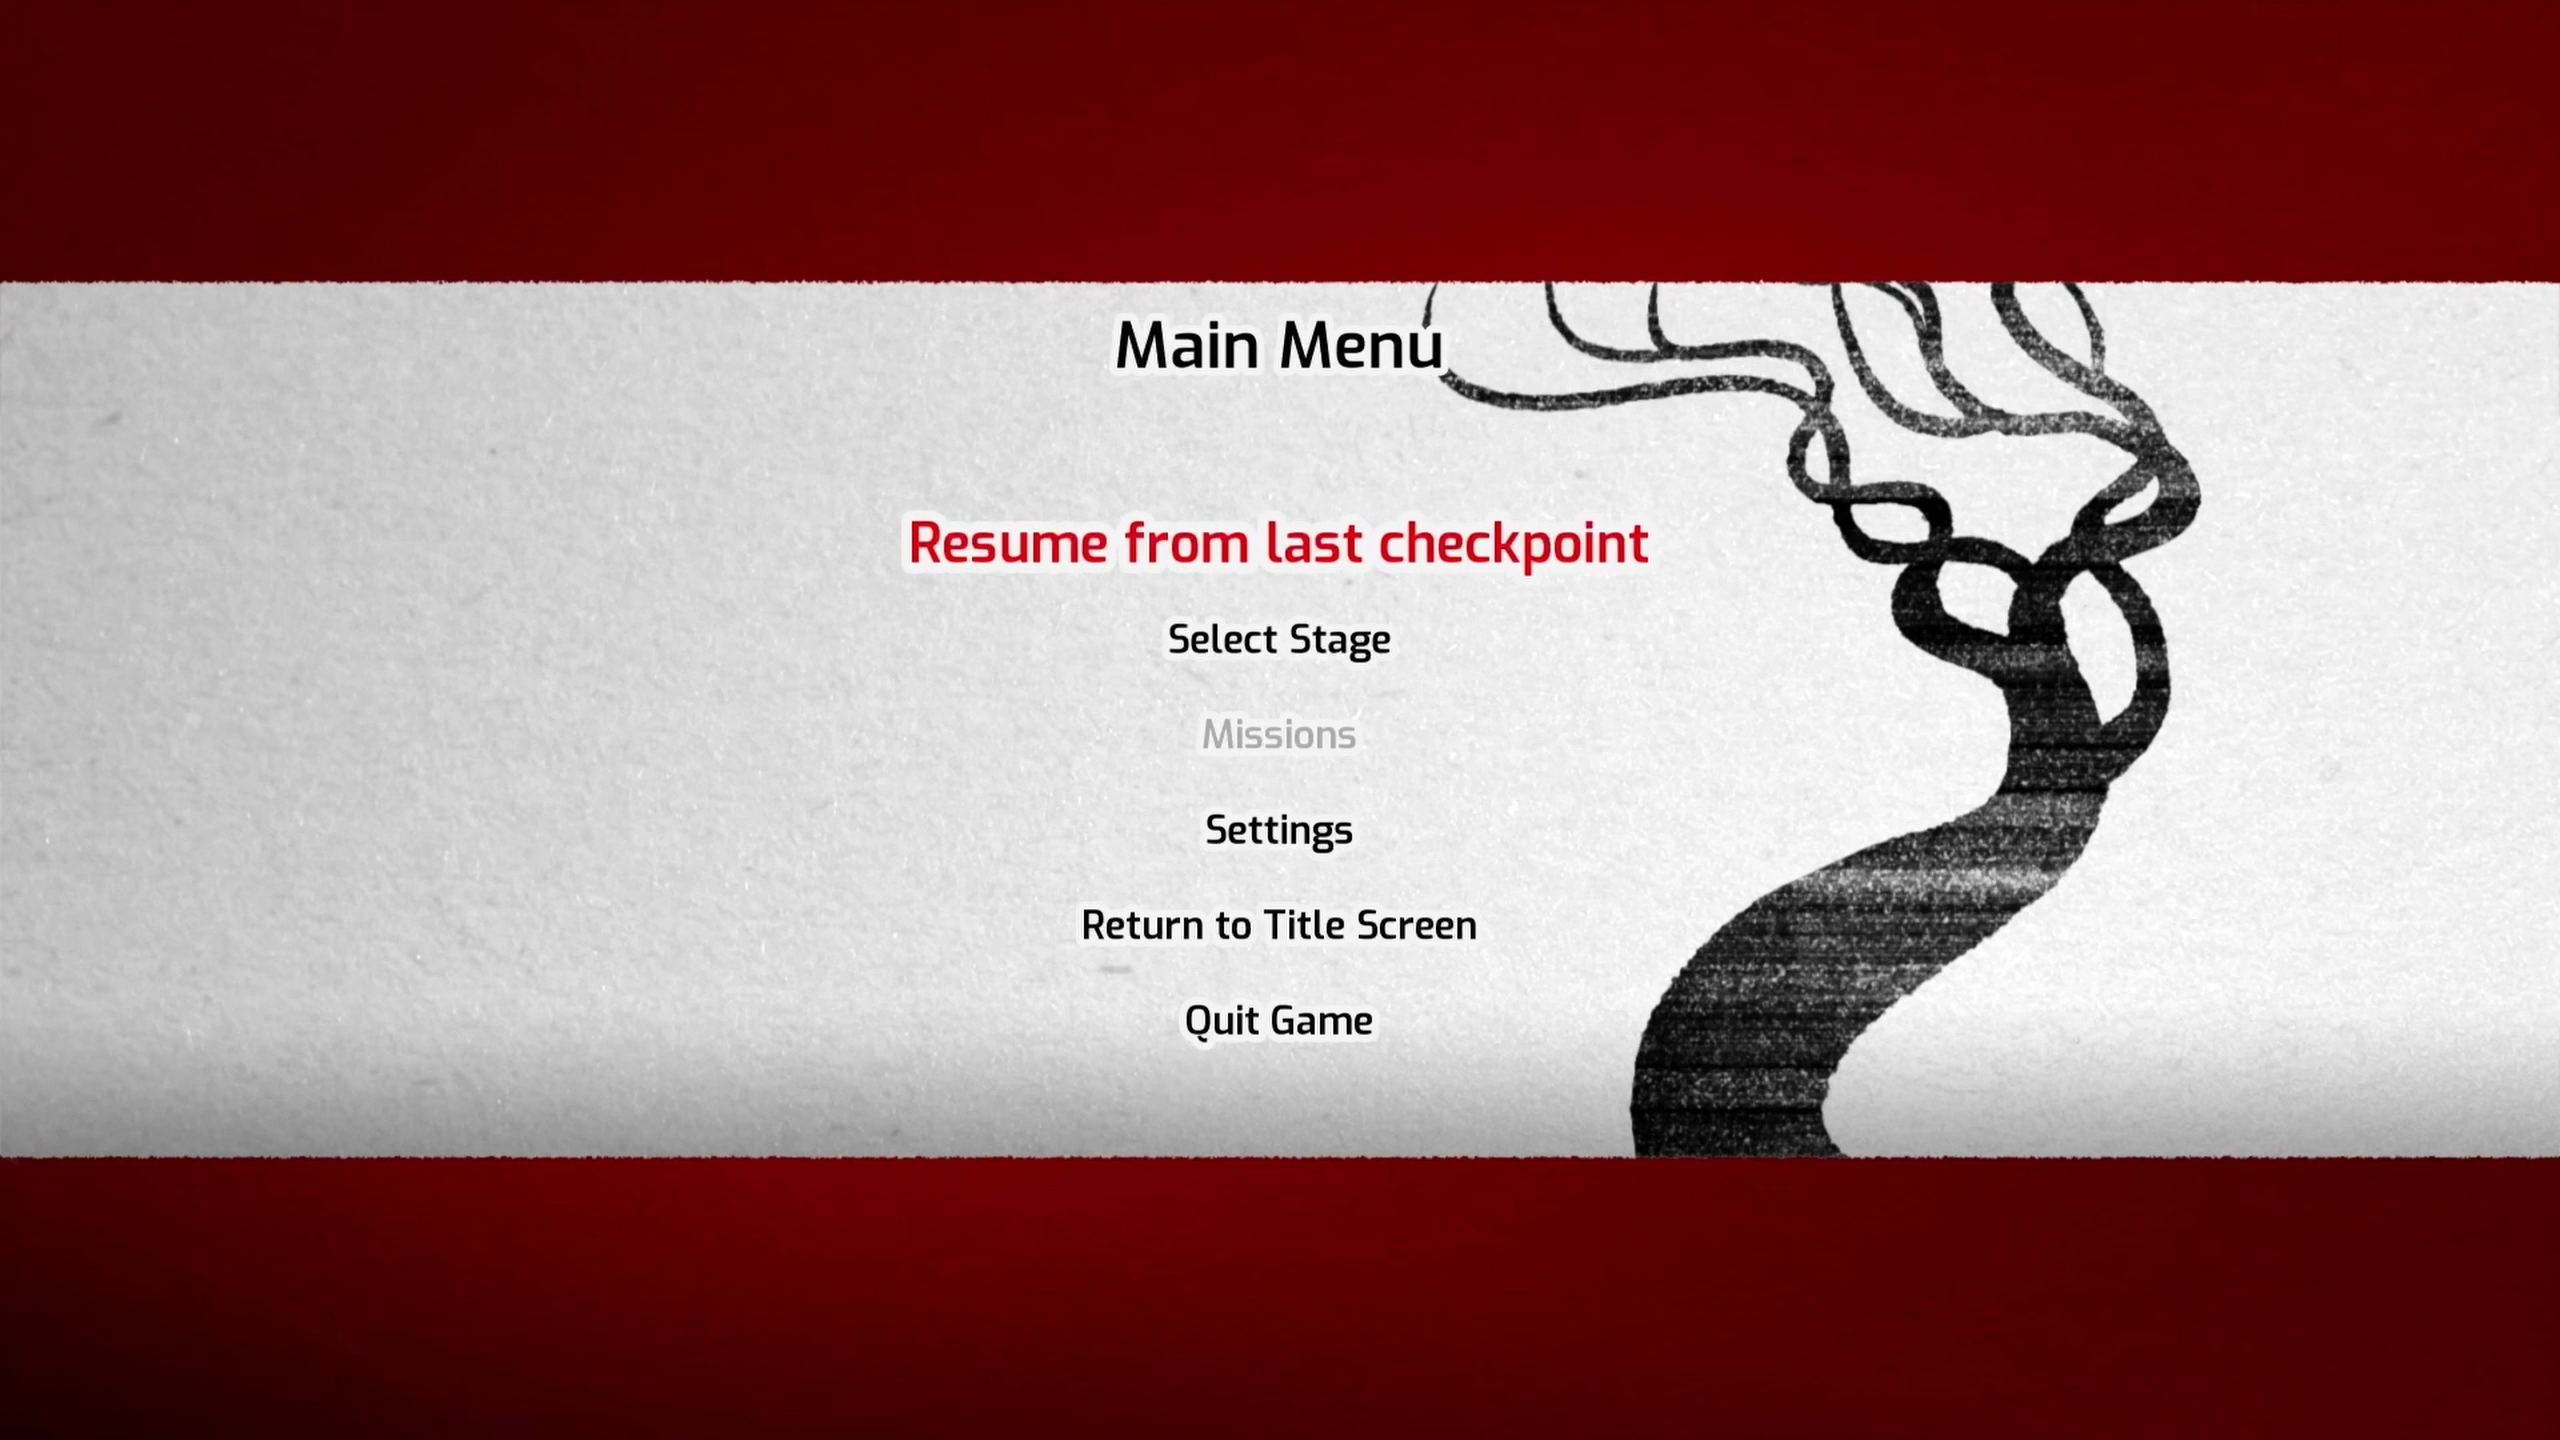 Main Menu
Resume from last checkpoint
Select Stage
Missions
Settings
Return to Title Screen
Quit Game